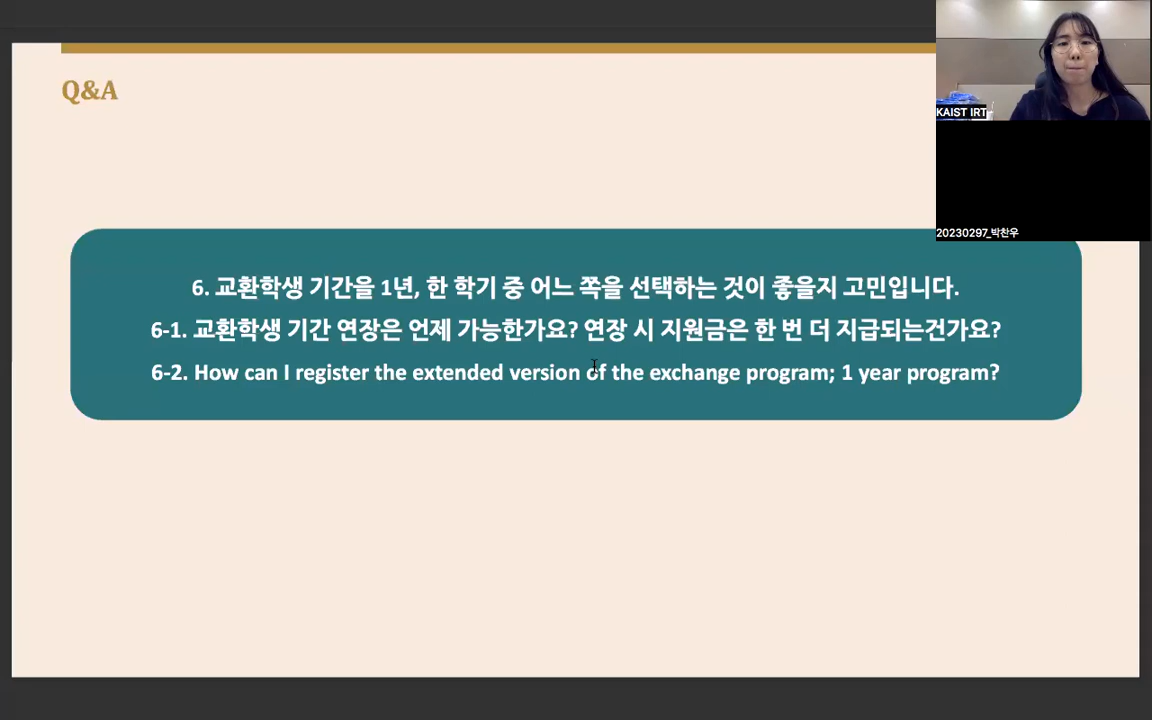 Q&A
KAIST IRT
20230297_박찬우
6. 교환학생 기간을 1년, 한 학기 중 어느 쪽을 선택하는 것이 좋을지 고민입니다.
6-1. 교환학생 기간 연장은 언제 가능한가요? 연장 시 지원금은 한 번 더 지급되는건가요?
6-2. How can I register the extended version of the exchange program; 1 year program?